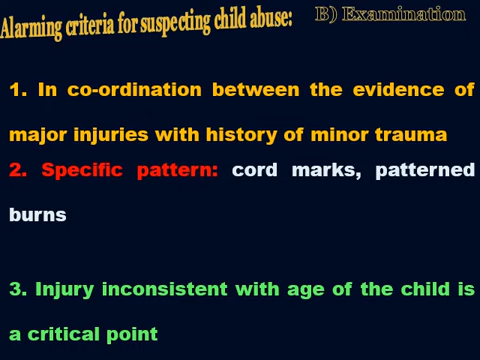 Alarming criteria for suspecting child abuse:
B) Examination
1. In co-ordination between the evidence of
major injuries with history of minor trauma
2. Specific pattern: cord marks, patterned
burns
3. Injury inconsistent with age of the child is
a critical point